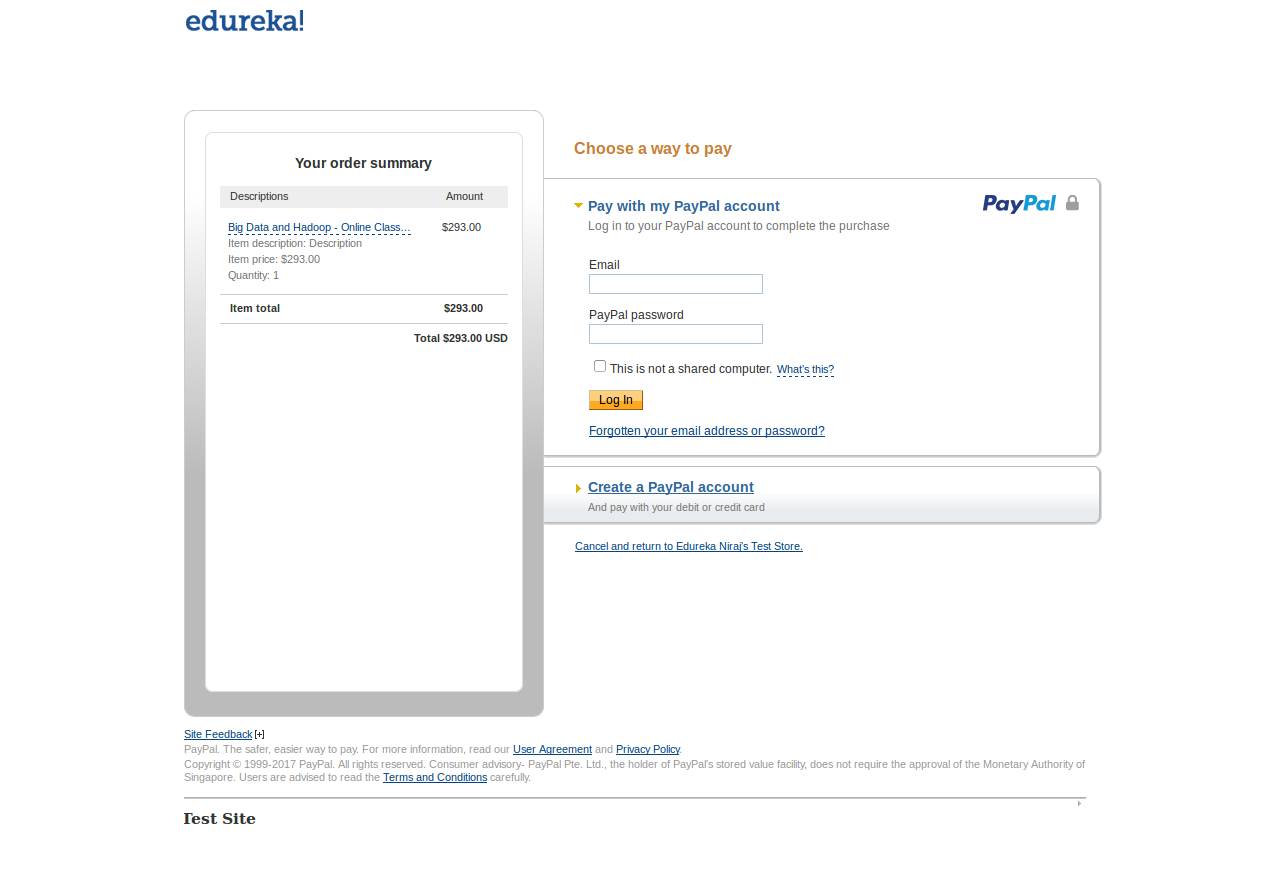 edureka!
Your order summary
Descriptions Amount
Big Data and Hadoop - Online Class... $293.00
Item description: Description
Item price: $293.00
Quantity: 1
Item total $293.00
Total $293.00 USD
Choose a way to pay
Pay with my PayPal account
PayPal
Log in to your PayPal account to complete the purchase
Email
PayPal password
This is not a shared computer. What's this?
Log In
Forgotten your email address or password?
Create a PayPal account
And pay with your debit or credit card
Cancel and return to Edureka Niraj's Test Store.
Site Feedback [+]
PayPal. The safer, easier way to pay. For more information, read our User Agreement and Privacy Policy.
Copyright © 1999-2017 PayPal. All rights reserved. Consumer advisory- PayPal Pte. Ltd., the holder of PayPal's stored value facility, does not require the approval of the Monetary Authority of
Singapore. Users are advised to read the Terms and Conditions carefully.
Test Site